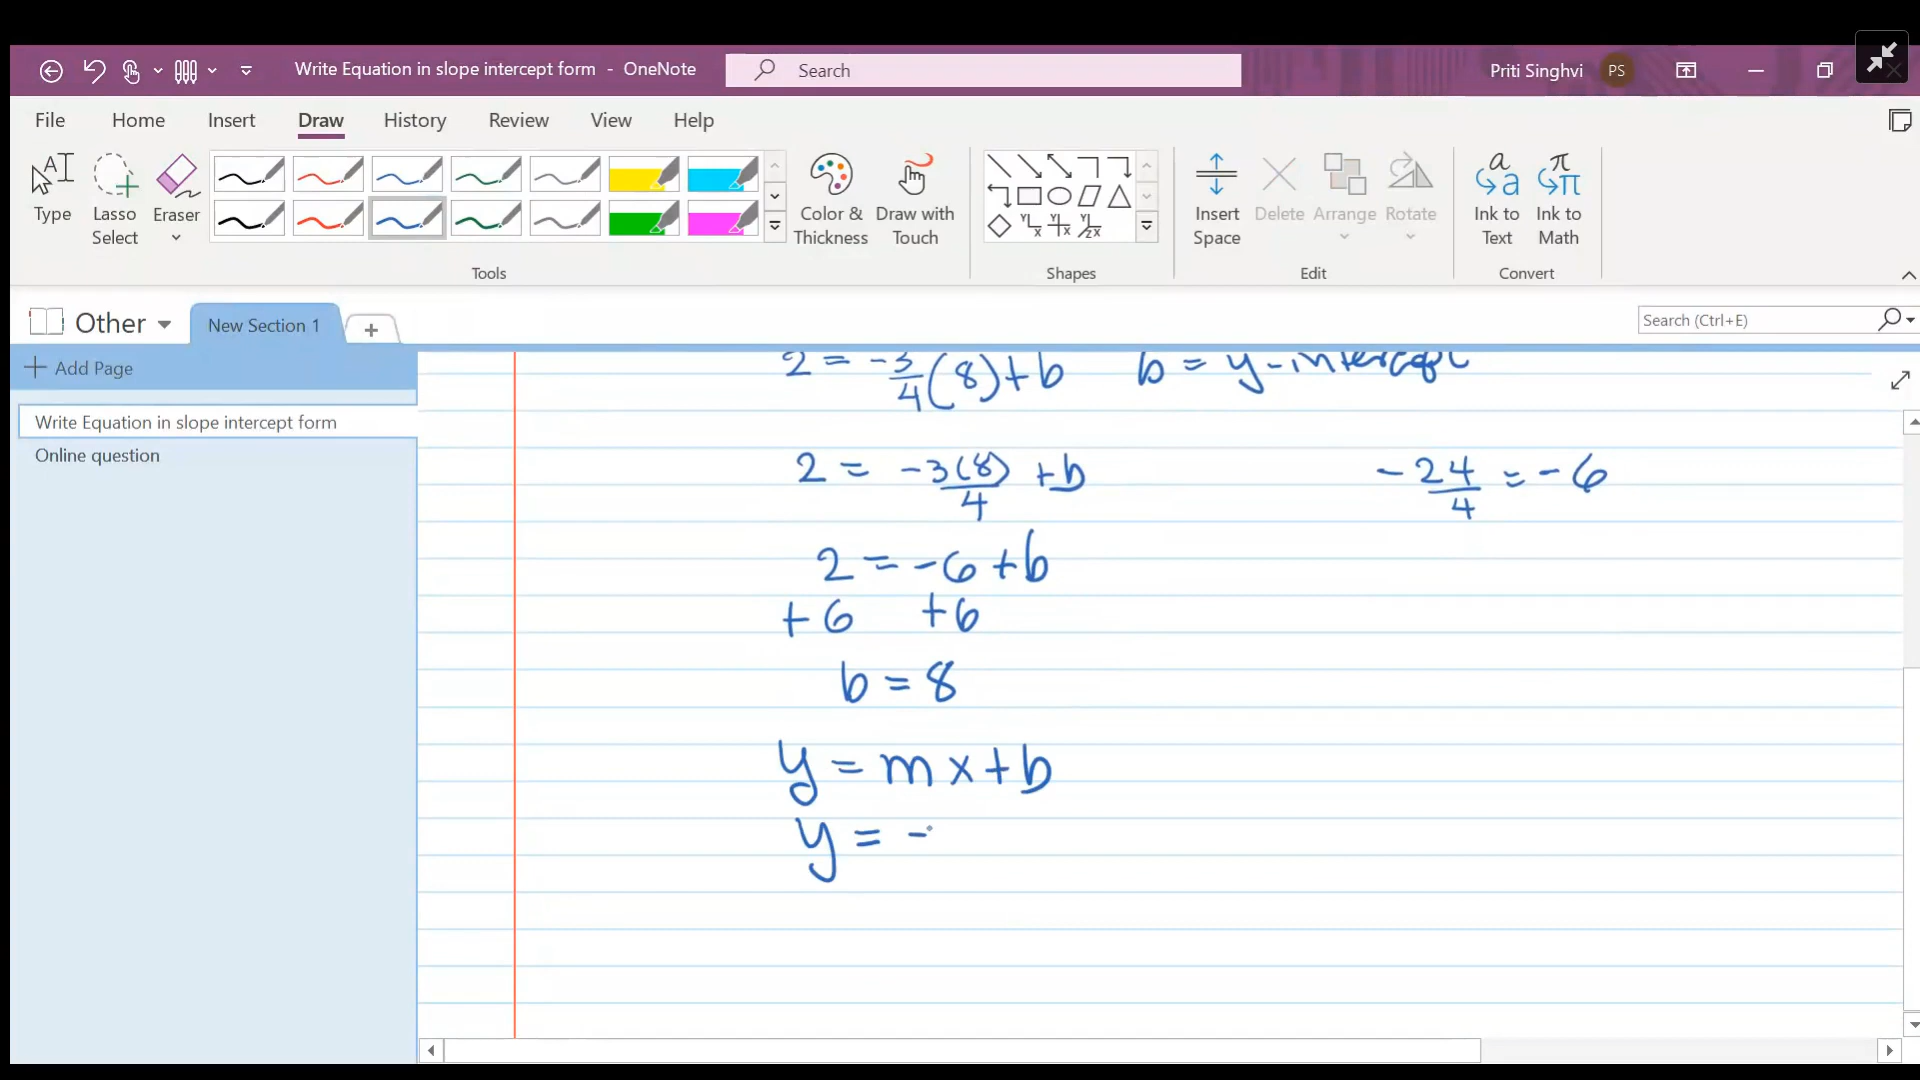 Write Equation in slope intercept form - OneNote
Search
Priti Singhvi PS
File Home Insert Draw History Review View Help
Type
Lasso Select
Eraser
Color & Thickness
Draw with Touch
Insert Space
Delete
Arrange
Rotate
Ink to Text
Ink to Math
Tools Shapes Edit Convert
Other New Section 1 +
Search (Ctrl+E)
Add Page
Write Equation in slope intercept form
Online question
2 = -3/4 (8) + b b = y-intercept
2 = -3(8)/4 + b -24/4 = -6
2 = -6 + b
+6 +6
b = 8
y = mx + b
y = -